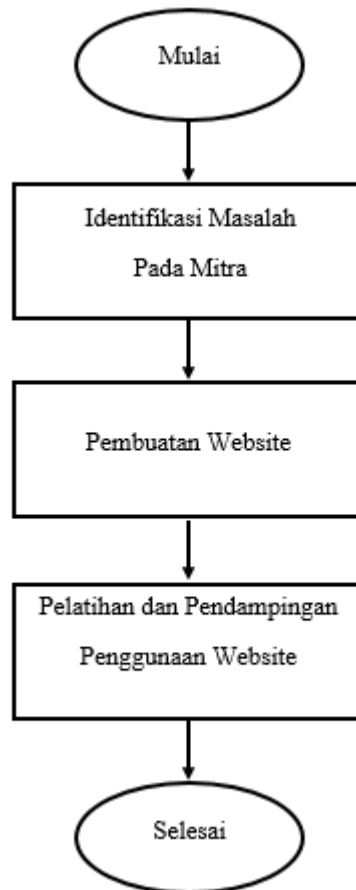 Mulai
Identifikasi Masalah
Pada Mitra
Pembuatan Website
Pelatihan dan Pendampingan
Penggunaan Website
Selesai